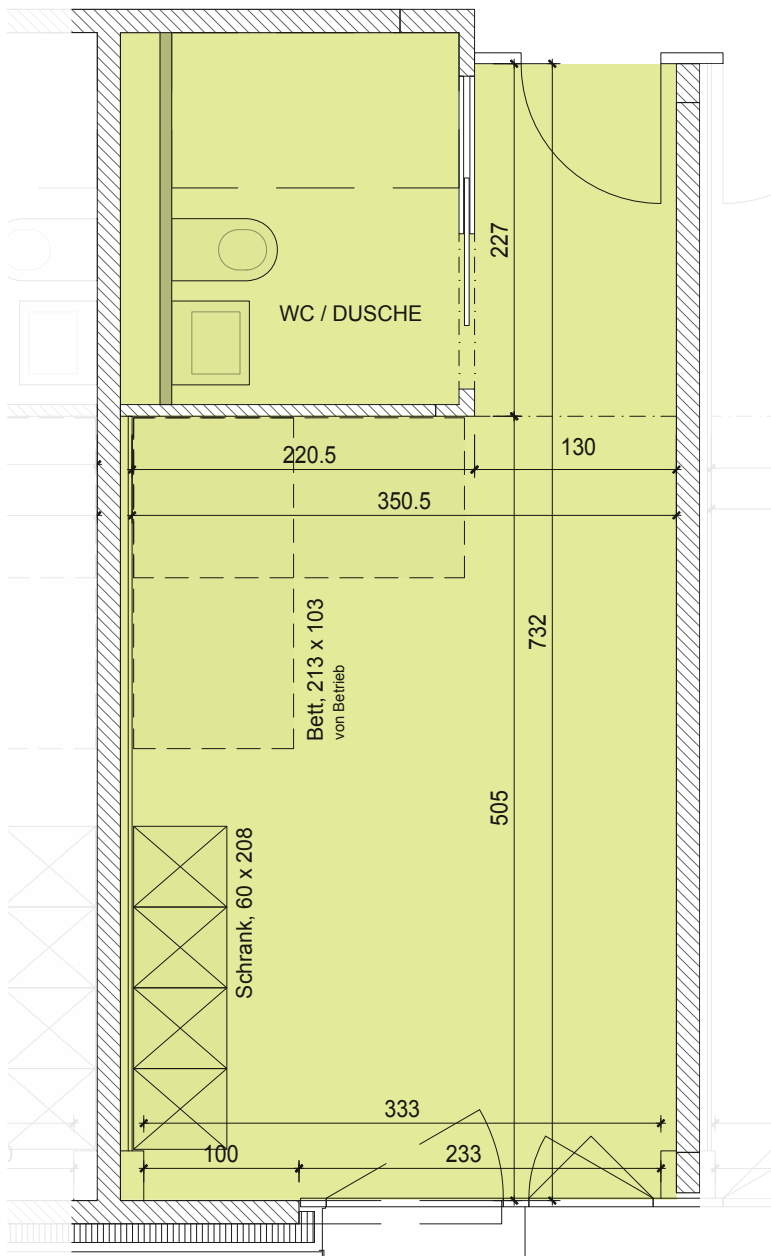 227
WC / DUSCHE
220.5
130
350.5
Bett, 213 x 103
von Betrieb
732
505
Schrank, 60 x 208
333
100
233